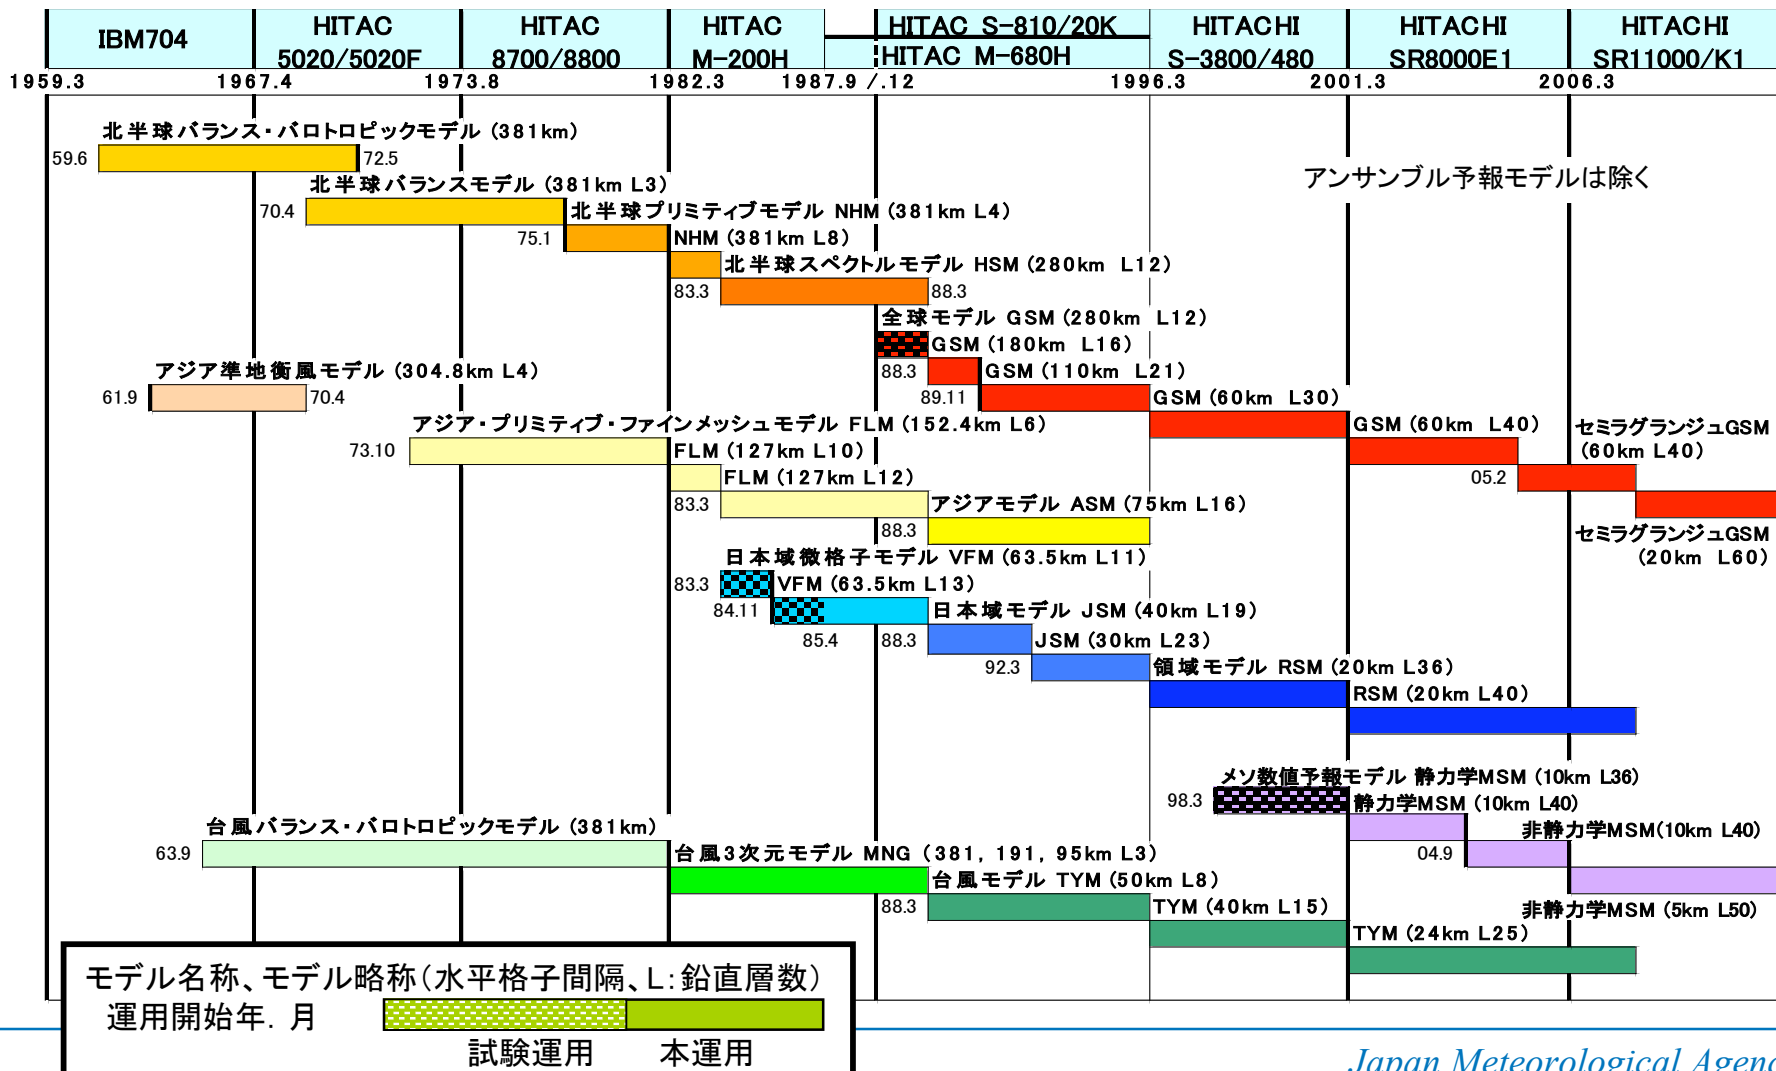 IBM704
HITAC
5020/5020F
HITAC
8700/8800
HITAC
M-200H
HITAC S-810/20K
HITAC M-680H
HITACHI
S-3800/480
HITACHI
SR8000E1
HITACHI
SR11000/K1
1959.3 1967.4 1973.8 1982.3 1987.9 /.12 1996.3 2001.3 2006.3
北半球バランス・バロトロピックモデル (381km)
59.6 72.5
アンサンブル予報モデルは除く
北半球バランスモデル (381km L3)
70.4 北半球プリミティブモデル NHM (381km L4)
75.1 NHM (381km L8)
北半球スペクトルモデル HSM (280km L12)
83.3 88.3
全球モデル GSM (280km L12)
GSM (180km L16)
88.3 GSM (110km L21)
アジア準地衡風モデル (304.8km L4)
61.9 70.4
89.11 GSM (60km L30)
アジア・プリミティブ・ファインメッシュモデル FLM (152.4km L6)
GSM (60km L40)
セミラグランジュGSM
(60km L40)
73.10 FLM (127km L10)
FLM (127km L12)
05.2
83.3 アジアモデル ASM (75km L16)
88.3
セミラグランジュGSM
(20km L60)
日本域微格子モデル VFM (63.5km L11)
83.3 VFM (63.5km L13)
84.11 日本域モデル JSM (40km L19)
85.4 88.3 JSM (30km L23)
92.3 領域モデル RSM (20km L36)
RSM (20km L40)
メソ数値予報モデル 静力学MSM (10km L36)
98.3 静力学MSM (10km L40)
台風バランス・バロトロピックモデル (381km)
非静力学MSM(10km L40)
63.9 台風3次元モデル MNG (381, 191, 95km L3)
04.9
台風モデル TYM (50km L8)
88.3 TYM (40km L15)
非静力学MSM (5km L50)
TYM (24km L25)
モデル名称、モデル略称(水平格子間隔、L:鉛直層数)
運用開始年.月
試験運用 本運用
Japan Meteorological Agenc